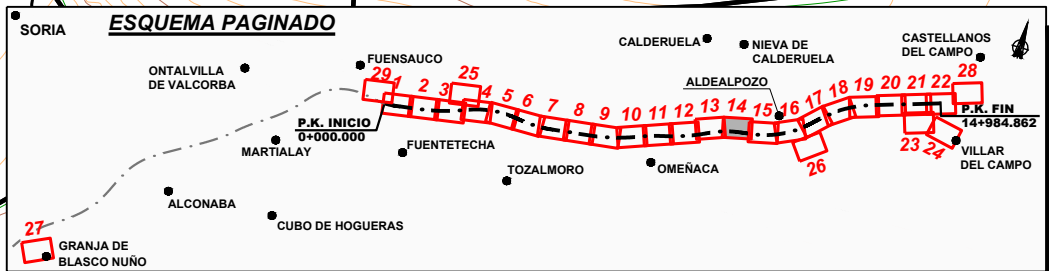 ESQUEMA PAGINADO
SORIA
ONTALVILLA
DE VALCORBA
FUENSAUCO
CALDERUELA
NIEVA DE
CALDERUELA
CASTELLANOS
DEL CAMPO
ALDEALPOZO
29 1 2 3 25 4 5 6 7 8 9 10 11 12 13 14 15 16 17 18 19 20 21 22 28
P.K. INICIO
0+000.000
P.K. FIN
14+984.862
23 24
26
MARTIALAY
FUENTETECHA
TOZALMORO
OMEÑACA
VILLAR
DEL CAMPO
ALCONABA
CUBO DE HOGUERAS
27
GRANJA DE
BLASCO NUÑO